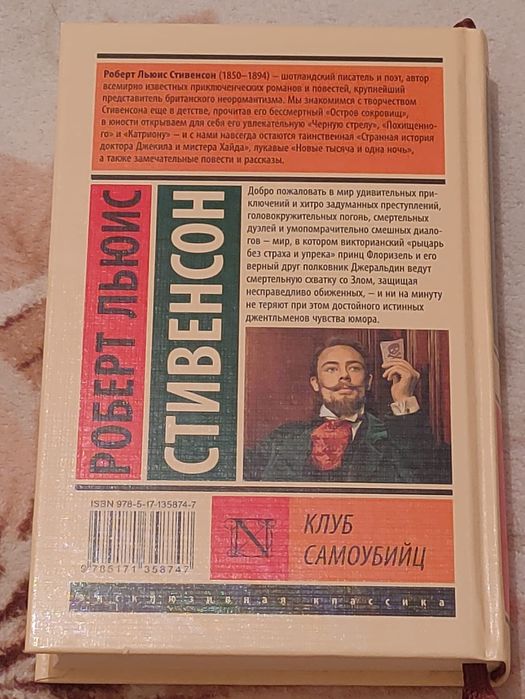 Роберт Льюис Стивенсон (1850–1894) – шотландский писатель и поэт, автор
всемирно известных приключенческих романов и повестей, крупнейший
представитель британского неоромантизма. Мы знакомимся с творчеством
Стивенсона еще в детстве, прочитав его бессмертный «Остров сокровищ»,
в юности открываем для себя его увлекательную «Черную стрелу», «Похищенно-
го» и «Катриону» – и с нами навсегда остаются таинственная «Странная история
доктора Джекила и мистера Хайда», лукавые «Новые тысяча и одна ночь»,
а также замечательные повести и рассказы.
РОБЕРТ ЛЬЮИС
СТИВЕНСОН
Добро пожаловать в мир удивительных при-
ключений и хитро задуманных преступлений,
головокружительных погонь, смертельных
дуэлей и умопомрачительно смешных диало-
гов – мир, в котором викторианский «рыцарь
без страха и упрека» принц Флоризель и его
верный друг полковник Джеральдин ведут
смертельную схватку со Злом, защищая
несправедливо обиженных, – и ни на минуту
не теряют при этом достойного истинных
джентльменов чувства юмора.
ISBN 978-5-17-135874-7
9 785171 358747
N
КЛУБ
САМОУБИЙЦ
ЭКСКЛЮЗИВНАЯ КЛАССИКА